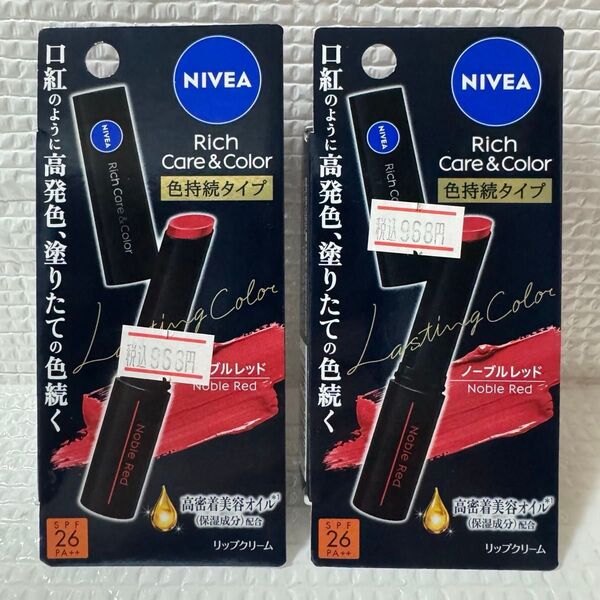 口紅のように高発色、塗りたての色続く
NIVEA
Rich
Care & Color
色持続タイプ
NIVEA
Rich Care & Color
Lasting Color
税込968円
ーブルレッド
Noble Red
Noble Red
高密着美容オイル*1
(保湿成分)配合
SPF
26
PA++
リップクリーム
口紅のように高発色、塗りたての色続く
NIVEA
Rich
Care & Color
色持続タイプ
NIVEA
Rich Ca
税込968円
Lasting Color
ノーブルレッド
Noble Red
Noble Red
高密着美容オイル*1
(保湿成分)配合
SPF
26
PA++
リップクリーム